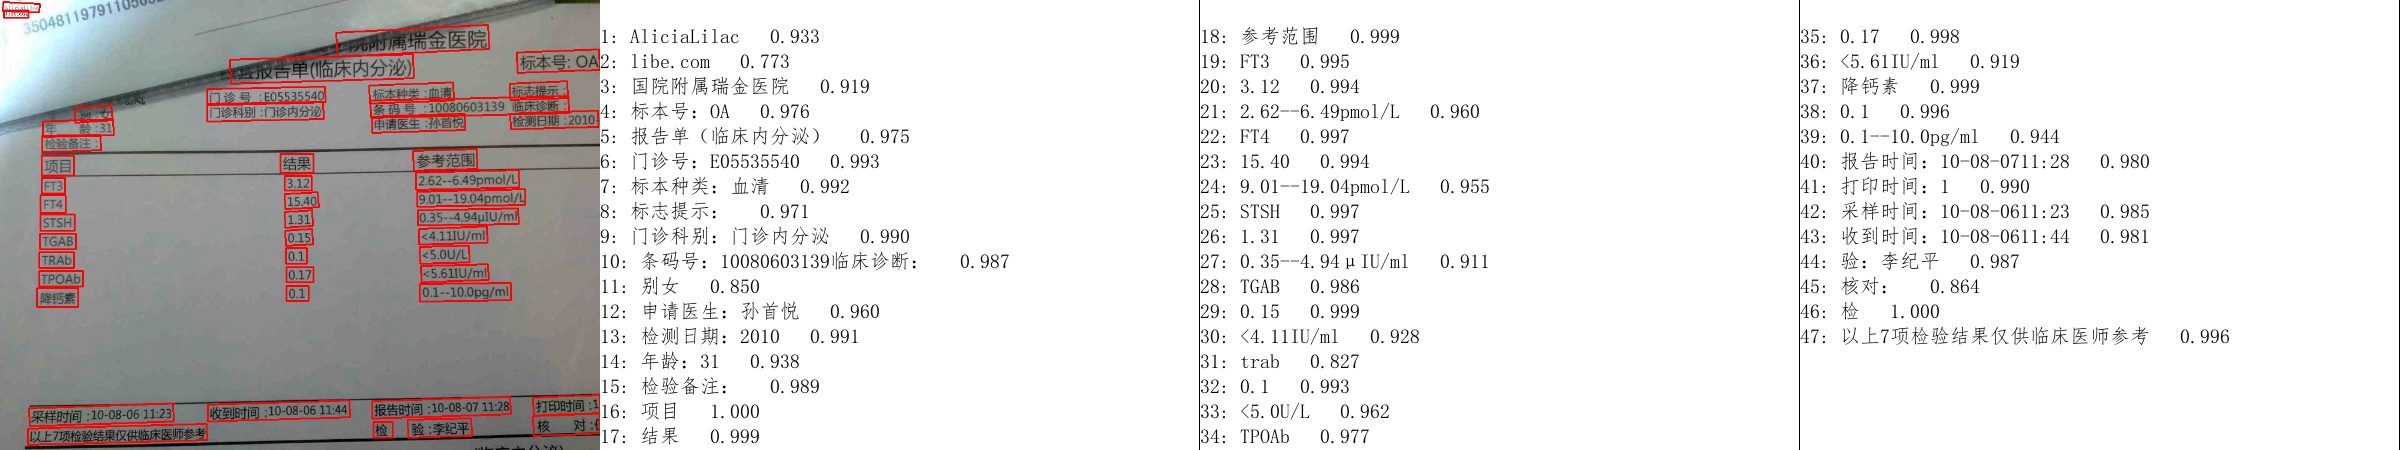 350481197911056
院附属瑞金医院
标本号: OA
报告单(临床内分泌)
门 诊 号 :E05535540
标本种类 :血清
标志提示 :
门诊科别 :门诊内分泌
条 码 号 :10080603139
临床诊断 :
别 :女
申请医生 :孙首悦
检测日期 :2010-
年 龄 :31
检验备注 :
项目 结果 参考范围
FT3 3.12 2.62--6.49pmol/L
FT4 15.40 9.01--19.04pmol/L
STSH 1.31 0.35--4.94μIU/ml
TGAB 0.15 <4.11IU/ml
TRAb 0.1 <5.0U/L
TPOAb 0.17 <5.61IU/ml
降钙素 0.1 0.1--10.0pg/ml
采样时间 :10-08-06 11:23 收到时间 :10-08-06 11:44 报告时间 :10-08-07 11:28 打印时间 :1
以上7项检验结果仅供临床医师参考 检 验 :李纪平 核 对 :
1: AliciaLilac 0.933
2: libe.com 0.773
3: 国院附属瑞金医院 0.919
4: 标本号：OA 0.976
5: 报告单（临床内分泌） 0.975
6: 门诊号：E05535540 0.993
7: 标本种类：血清 0.992
8: 标志提示： 0.971
9: 门诊科别：门诊内分泌 0.990
10: 条码号：10080603139临床诊断： 0.987
11: 别女 0.850
12: 申请医生：孙首悦 0.960
13: 检测日期：2010 0.991
14: 年龄：31 0.938
15: 检验备注： 0.989
16: 项目 1.000
17: 结果 0.999
18: 参考范围 0.999
19: FT3 0.995
20: 3.12 0.994
21: 2.62--6.49pmol/L 0.960
22: FT4 0.997
23: 15.40 0.994
24: 9.01--19.04pmol/L 0.955
25: STSH 0.997
26: 1.31 0.997
27: 0.35--4.94μIU/ml 0.911
28: TGAB 0.986
29: 0.15 0.999
30: <4.11IU/ml 0.928
31: trab 0.827
32: 0.1 0.993
33: <5.0U/L 0.962
34: TPOAb 0.977
35: 0.17 0.998
36: <5.61IU/ml 0.919
37: 降钙素 0.999
38: 0.1 0.996
39: 0.1--10.0pg/ml 0.944
40: 报告时间：10-08-0711:28 0.980
41: 打印时间：1 0.990
42: 采样时间：10-08-0611:23 0.985
43: 收到时间：10-08-0611:44 0.981
44: 验：李纪平 0.987
45: 核对： 0.864
46: 检 1.000
47: 以上7项检验结果仅供临床医师参考 0.996